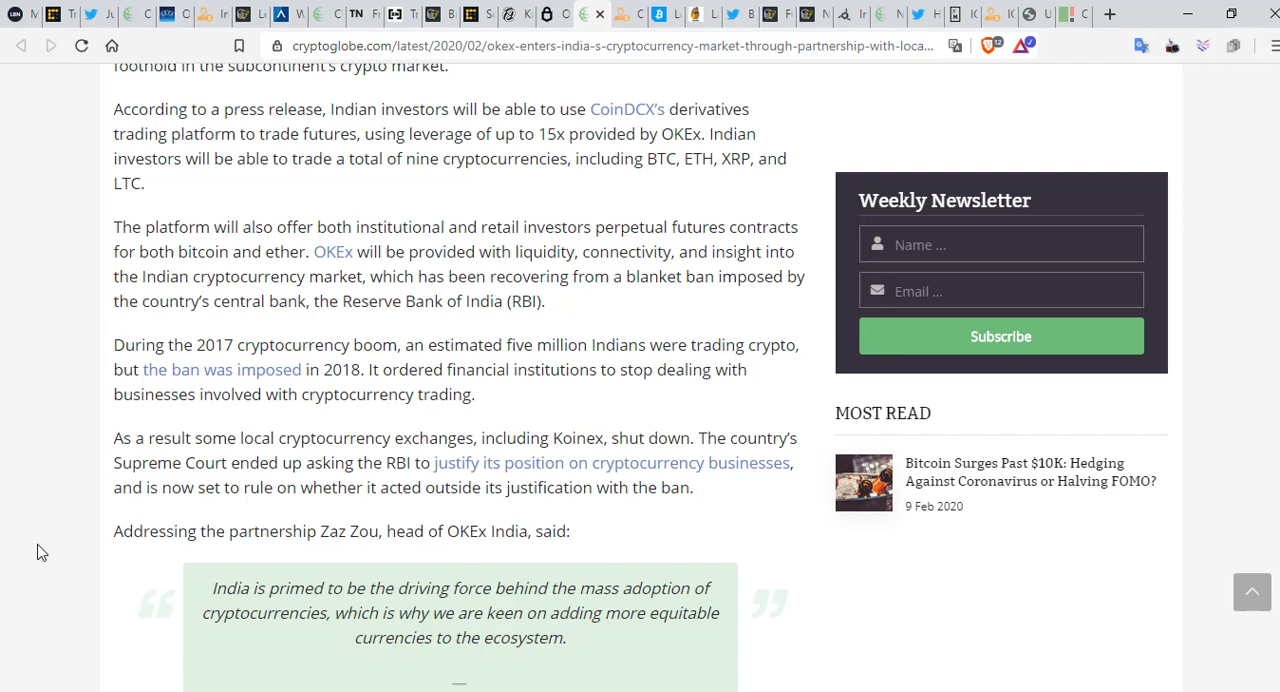 cryptoglobe.com/latest/2020/02/okex-enters-india-s-cryptocurrency-market-through-partnership-with-loca...
12
foothold in the subcontinent's crypto market.
According to a press release, Indian investors will be able to use CoinDCX's derivatives
trading platform to trade futures, using leverage of up to 15x provided by OKEx. Indian
investors will be able to trade a total of nine cryptocurrencies, including BTC, ETH, XRP, and
LTC.
The platform will also offer both institutional and retail investors perpetual futures contracts
for both bitcoin and ether. OKEx will be provided with liquidity, connectivity, and insight into
the Indian cryptocurrency market, which has been recovering from a blanket ban imposed by
the country's central bank, the Reserve Bank of India (RBI).
During the 2017 cryptocurrency boom, an estimated five million Indians were trading crypto,
but the ban was imposed in 2018. It ordered financial institutions to stop dealing with
businesses involved with cryptocurrency trading.
As a result some local cryptocurrency exchanges, including Koinex, shut down. The country's
Supreme Court ended up asking the RBI to justify its position on cryptocurrency businesses,
and is now set to rule on whether it acted outside its justification with the ban.
Addressing the partnership Zaz Zou, head of OKEx India, said:
India is primed to be the driving force behind the mass adoption of
cryptocurrencies, which is why we are keen on adding more equitable
currencies to the ecosystem.
—
Weekly Newsletter
Name ...
Email ...
Subscribe
MOST READ
Bitcoin Surges Past $10K: Hedging
Against Coronavirus or Halving FOMO?
9 Feb 2020